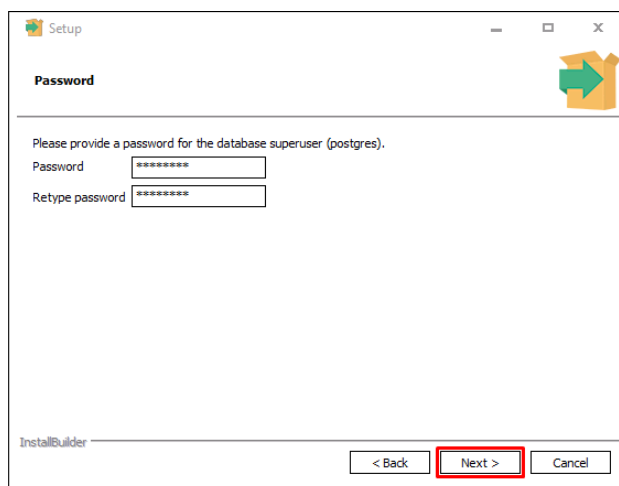 Setup
Password
Please provide a password for the database superuser (postgres).
Password ********
Retype password ********
InstallBuilder
< Back Next > Cancel